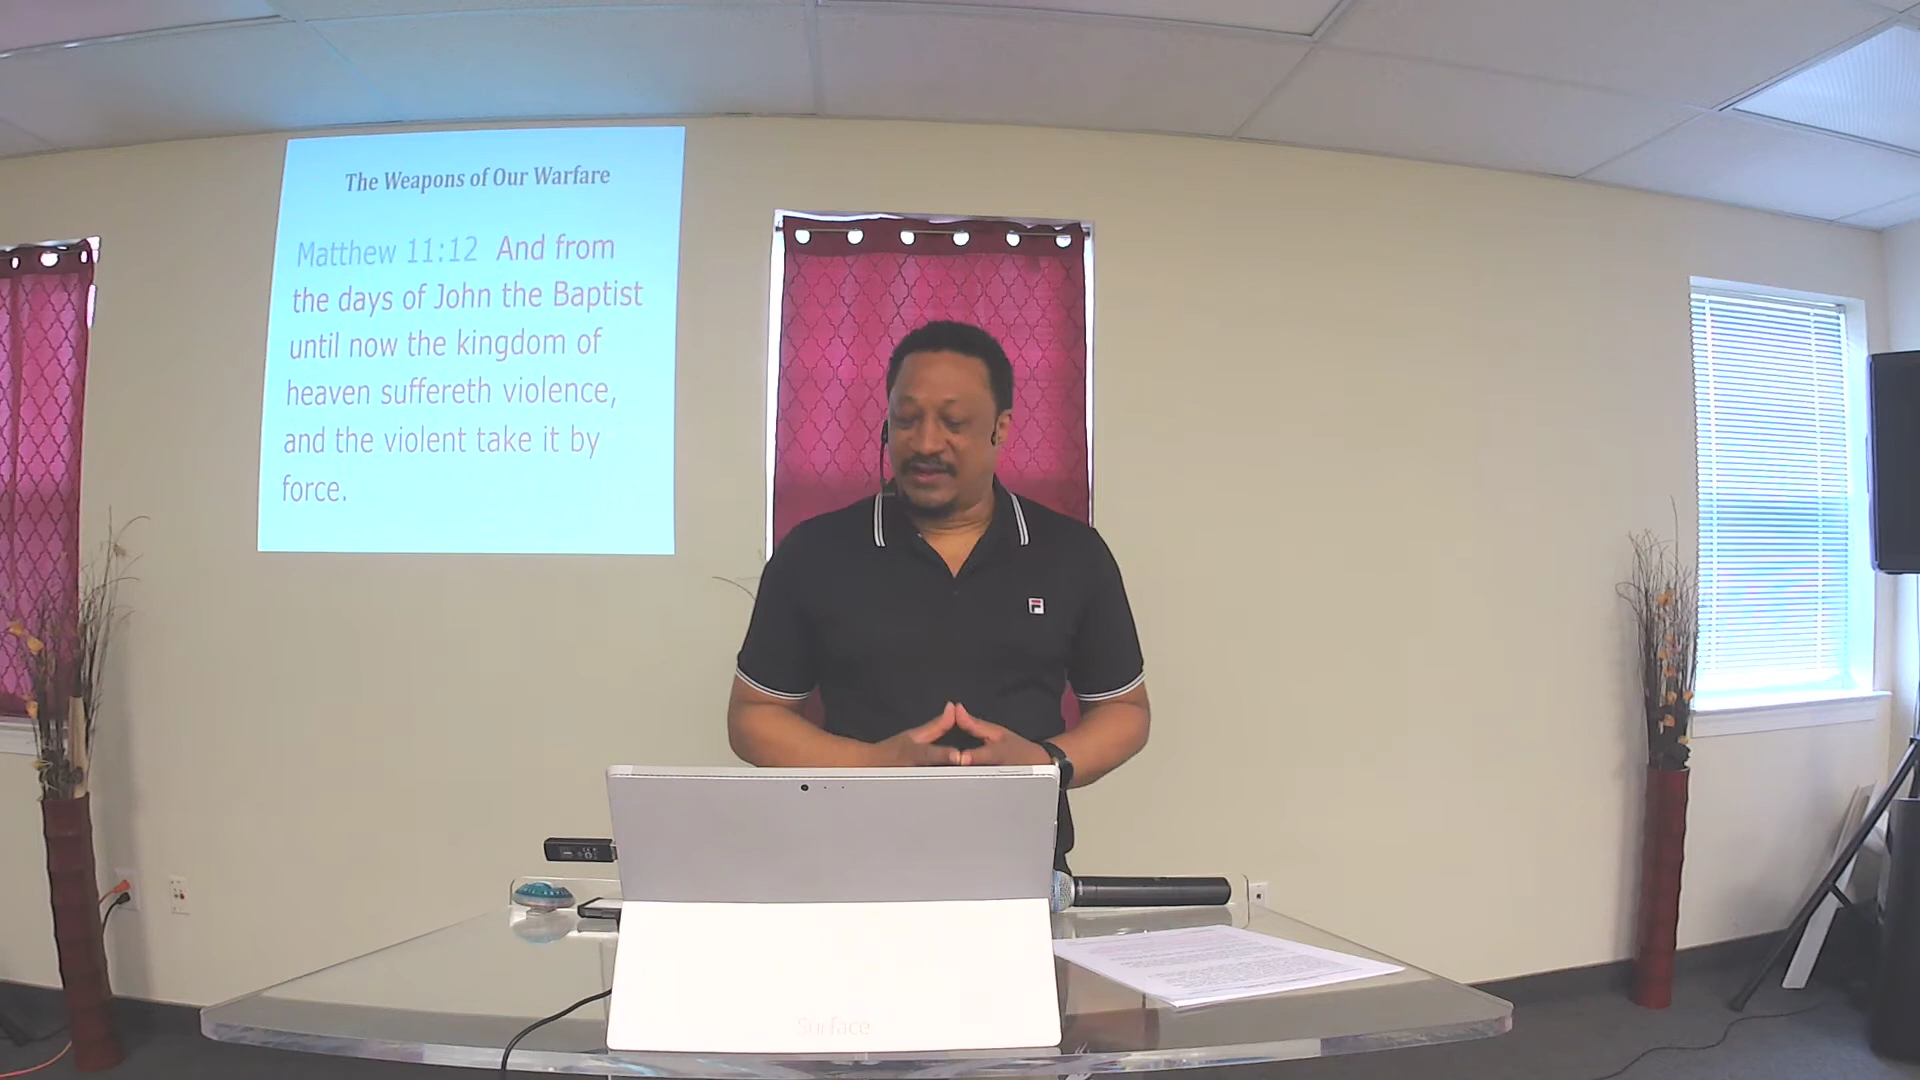 The Weapons of Our Warfare
Matthew 11:12 And from
the days of John the Baptist
until now the kingdom of
heaven suffereth violence,
and the violent take it by
force.
Surface